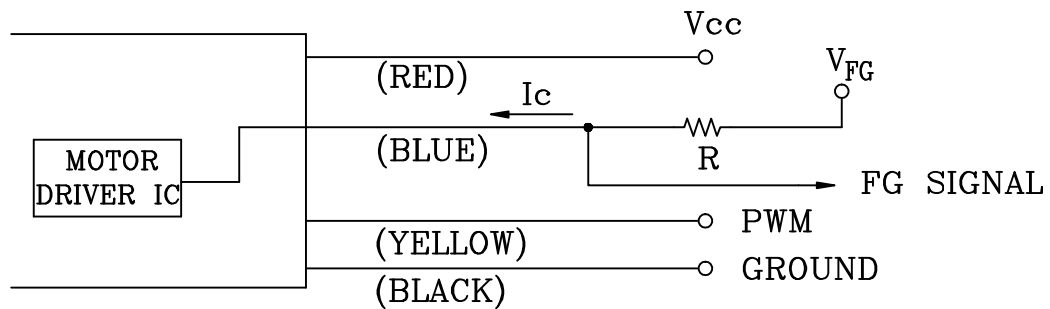 Vcc
(RED)
V_FG
Ic
(BLUE)
R
MOTOR
DRIVER IC
FG SIGNAL
PWM
(YELLOW)
GROUND
(BLACK)